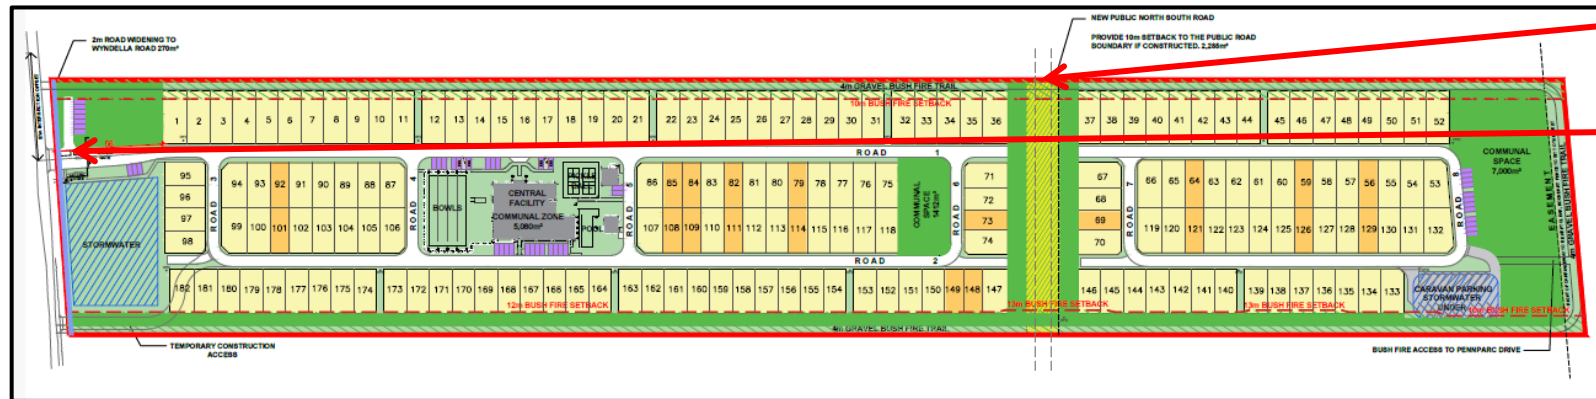 2m ROAD WIDENING TO
WYNDELLA ROAD 270m²
NEW PUBLIC NORTH SOUTH ROAD
PROVIDE 10m SETBACK TO THE PUBLIC ROAD
BOUNDARY IF CONSTRUCTED. 2,285m²
4m GRAVEL BUSH FIRE TRAIL
10m BUSH FIRE SETBACK
1 2 3 4 5 6 7 8 9 10 11 12 13 14 15 16 17 18 19 20 21 22 23 24 25 26 27 28 29 30 31 32 33 34 35 36 37 38 39 40 41 42 43 44 45 46 47 48 49 50 51 52
ROAD 1
COMMUNAL
SPACE
7,000m²
95
96
97
98
ROAD 3
94 93 92 91 90 89 88 87
99 100 101 102 103 104 105 106
ROAD 4
BOWLS
CENTRAL
FACILITY
COMMUNAL ZONE
5,080m²
POOL
ROAD 5
86 85 84 83 82 81 80 79 78 77 76 75
107 108 109 110 111 112 113 114 115 116 117 118
COMMUNAL
SPACE
1412m²
ROAD 6
71
72
73
74
67
68
69
70
ROAD 7
66 65 64 63 62 61 60 59 58 57 56 55 54 53
119 120 121 122 123 124 125 126 127 128 129 130 131 132
ROAD 8
EASEMENT
4m GRAVEL BUSH FIRE TRAIL
STORMWATER
ROAD 2
182 181 180 179 178 177 176 175 174 173 172 171 170 169 168 167 166 165 164 163 162 161 160 159 158 157 156 155 154 153 152 151 150 149 148 147 146 145 144 143 142 141 140 139 138 137 136 135 134 133
CARAVAN PARKING
STORMWATER
UNDER
12m BUSH FIRE SETBACK
13m BUSH FIRE SETBACK
13m BUSH FIRE SETBACK
10m BUSH FIRE SETBACK
4m GRAVEL BUSH FIRE TRAIL
TEMPORARY CONSTRUCTION
ACCESS
BUSH FIRE ACCESS TO PENNPARC DRIVE